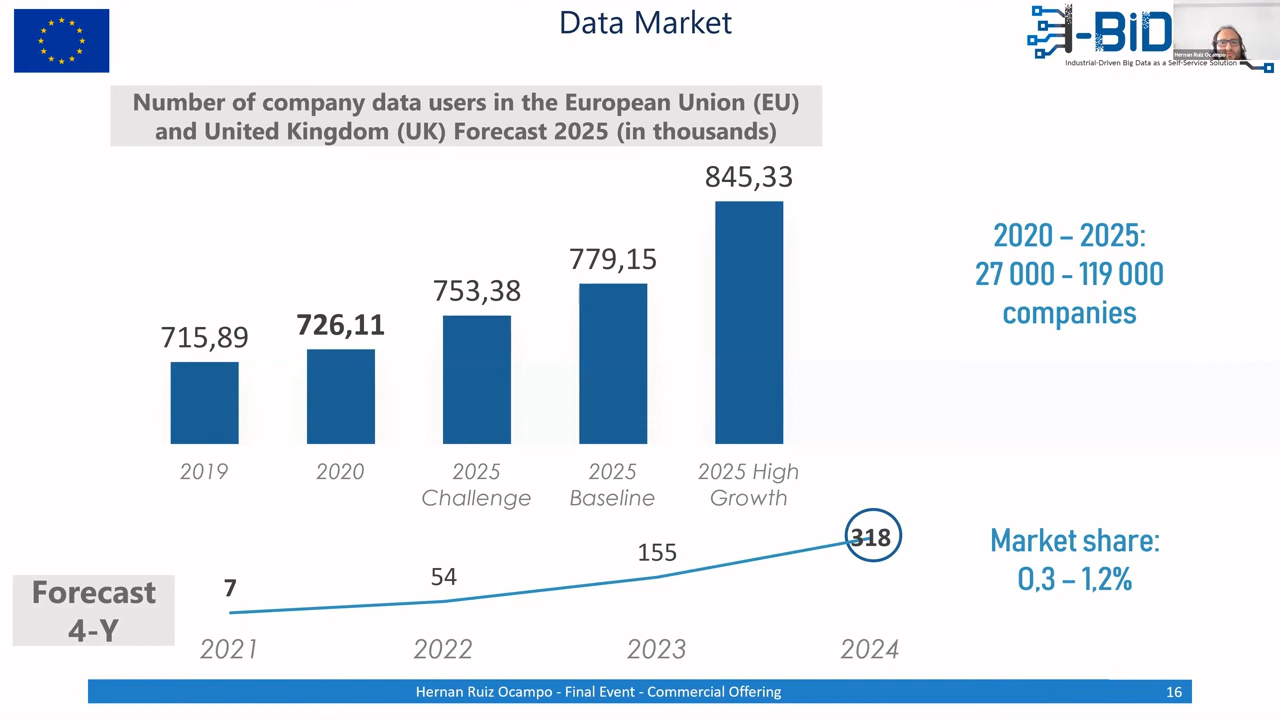 Data Market
I-BiD
Industrial-Driven Big Data as a Self-Service Solution
Hernan Ruiz Ocampo
Number of company data users in the European Union (EU)
and United Kingdom (UK) Forecast 2025 (in thousands)
715,89
726,11
753,38
779,15
845,33
2019
2020
2025
Challenge
2025
Baseline
2025 High
Growth
2020 – 2025:
27 000 - 119 000
companies
Forecast
4-Y
7
54
155
318
2021
2022
2023
2024
Market share:
0,3 – 1,2%
Hernan Ruiz Ocampo - Final Event - Commercial Offering
16